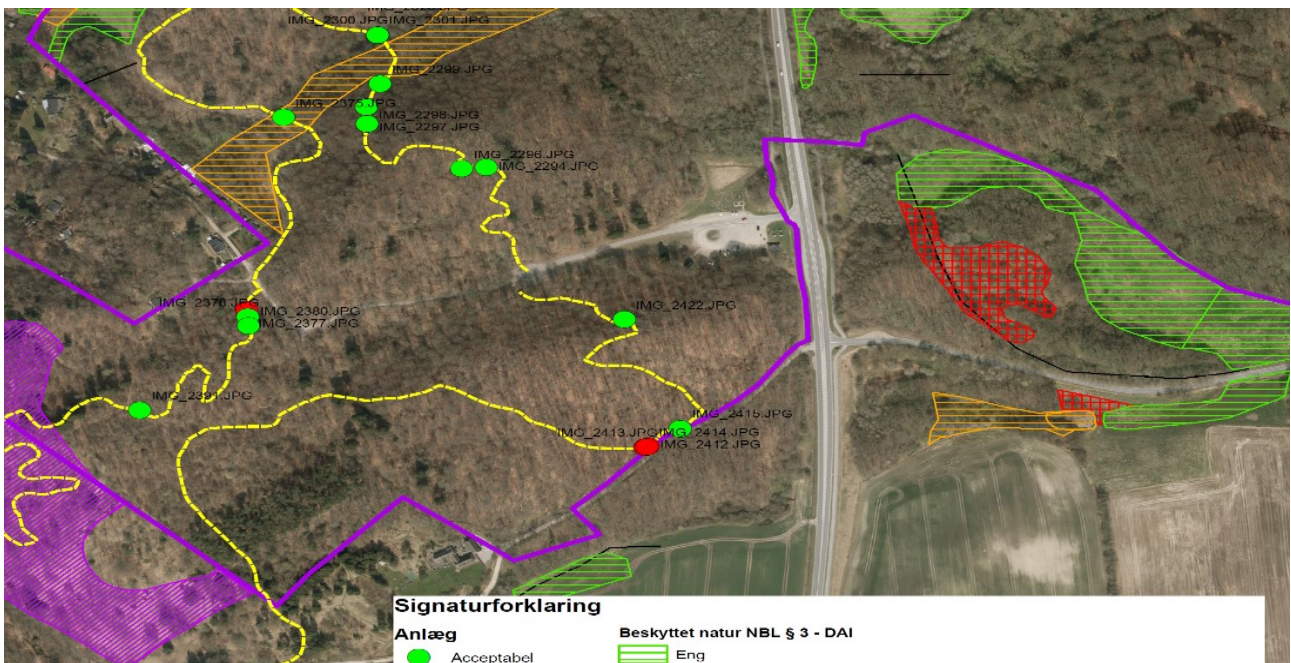 IMG_2300.JPG IMG_2301.JPG
IMG_2299.JPG
IMG_2375.JPG
IMG_2298.JPG
IMG_2297.JPG
IMG_2296.JPG
IMG_2294.JPG
IMG_2378.JPG
IMG_2380.JPG
IMG_2377.JPG
IMG_2422.JPG
IMG_2391.JPG
IMG_2415.JPG
IMG_2413.JPG IMG_2414.JPG
IMG_2412.JPG
Signaturforklaring
Anlæg
Beskyttet natur NBL § 3 - DAI
Acceptabel
Eng